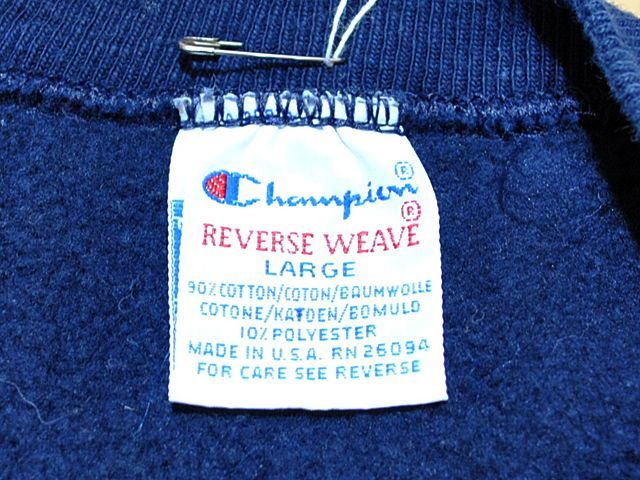 Champion®
REVERSE WEAVE®
LARGE
90% COTTON/COTON/BAUMWOLLE
COTONE/KATOEN/BOMULD
10% POLYESTER
MADE IN U.S.A. RN 26094
FOR CARE SEE REVERSE